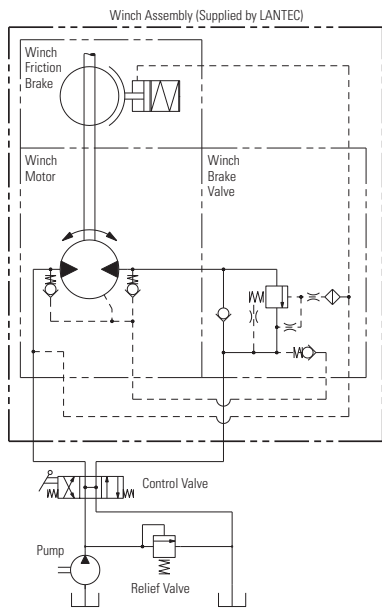 Winch Assembly (Supplied by LANTEC)
Winch
Friction
Brake
Winch
Motor
Winch
Brake
Valve
Control Valve
Pump
Relief Valve